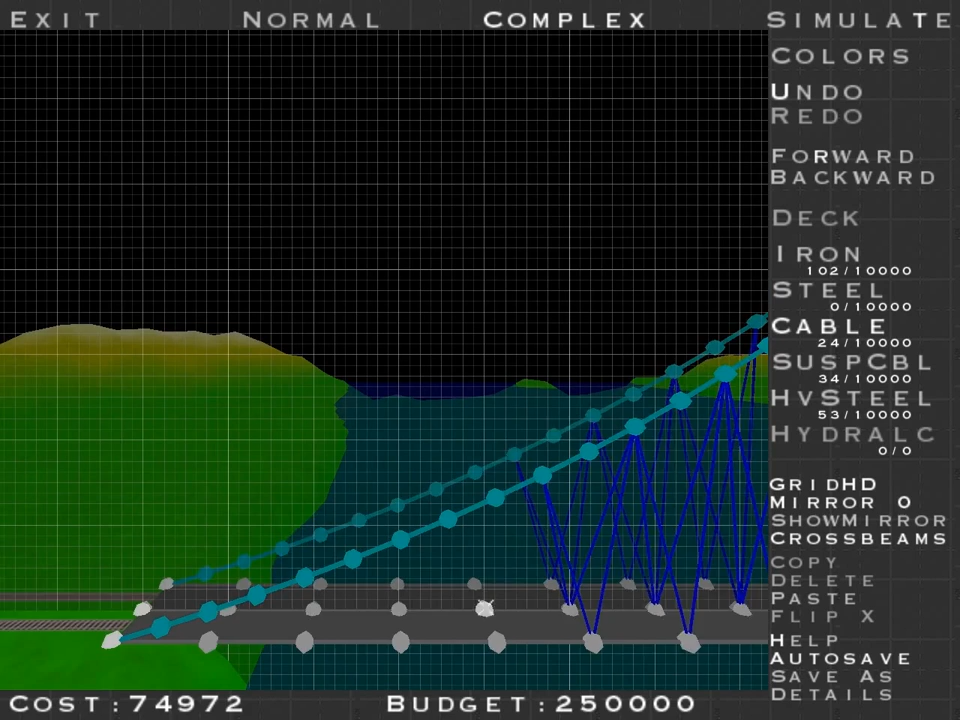 EXIT NORMAL COMPLEX SIMULATE
COLORS
UNDO
REDO
FORWARD
BACKWARD
DECK
IRON
102/10000
STEEL
0/10000
CABLE
24/10000
SUSPCBL
34/10000
HVSTEEL
53/10000
HYDRALC
0/0
GRIDHD
MIRROR 0
SHOWMIRROR
CROSSBEAMS
COPY
DELETE
PASTE
FLIP X
HELP
AUTOSAVE
SAVE AS
DETAILS
COST:74972 BUDGET:250000